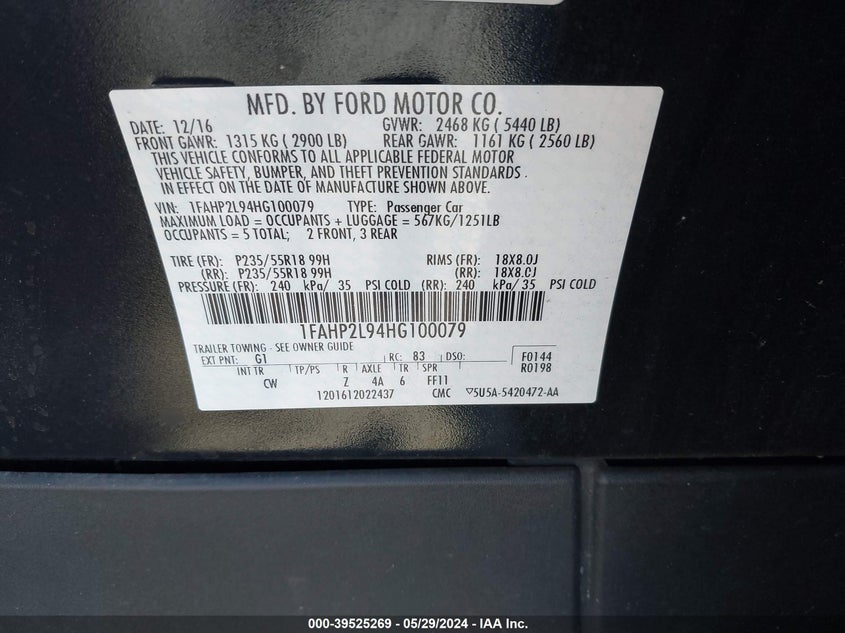 MFD. BY FORD MOTOR CO.
DATE: 12/16 GVWR: 2468 KG ( 5440 LB)
FRONT GAWR: 1315 KG ( 2900 LB) REAR GAWR: 1161 KG ( 2560 LB)
THIS VEHICLE CONFORMS TO ALL APPLICABLE FEDERAL MOTOR
VEHICLE SAFETY, BUMPER, AND THEFT PREVENTION STANDARDS .
IN EFFECT ON THE DATE OF MANUFACTURE SHOWN ABOVE.
VIN: 1FAHP2L94HG100079 TYPE: Passenger Car
MAXIMUM LOAD = OCCUPANTS + LUGGAGE = 567KG/1251LB
OCCUPANTS = 5 TOTAL; 2 FRONT, 3 REAR
TIRE (FR): P235/55R18 99H RIMS (FR): 18X8.0J
(RR): P235/55R18 99H (RR): 18X8.0J
PRESSURE (FR): 240 kPa/ 35 PSI COLD (RR): 240 kPa/ 35 PSI COLD
1FAHP2L94HG100079
TRAILER TOWING - SEE OWNER GUIDE
EXT PNT: G1 RC: 83 DSO: F0144
R0198
INT TR TP/PS R AXLE TR SPR
CW Z 4A 6 FF11
1201612022437 CMC ▽5U5A-5420472-AA
000-39525269 - 05/29/2024 - IAA Inc.